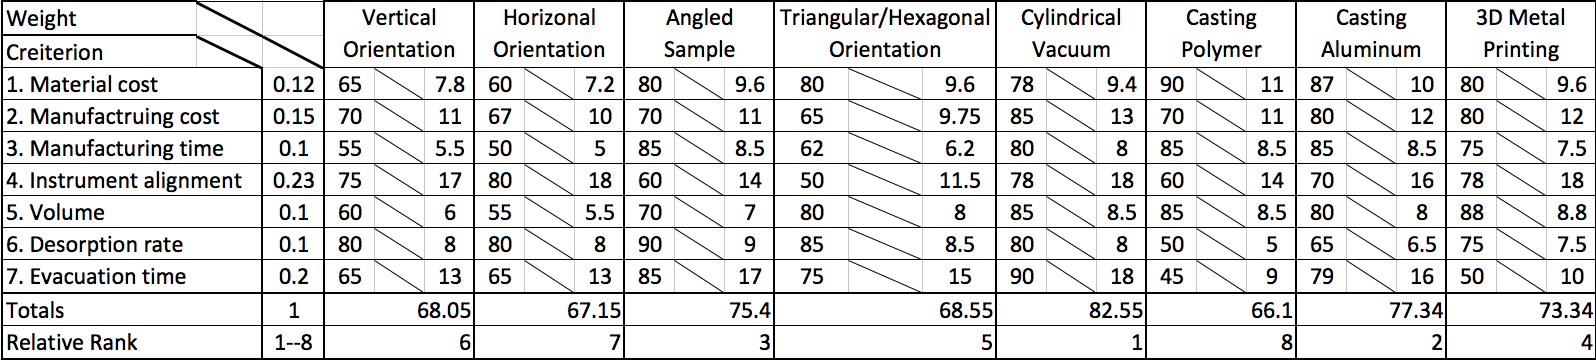 Weight Vertical Horizonal Angled Triangular/Hexagonal Cylindrical Casting Casting 3D Metal
Creiterion Orientation Orientation Sample Orientation Vacuum Polymer Aluminum Printing
1. Material cost 0.12 65 7.8 60 7.2 80 9.6 80 9.6 78 9.4 90 11 87 10 80 9.6
2. Manufactruing cost 0.15 70 11 67 10 70 11 65 9.75 85 13 70 11 80 12 80 12
3. Manufacturing time 0.1 55 5.5 50 5 85 8.5 62 6.2 80 8 85 8.5 85 8.5 75 7.5
4. Instrument alignment 0.23 75 17 80 18 60 14 50 11.5 78 18 60 14 70 16 78 18
5. Volume 0.1 60 6 55 5.5 70 7 80 8 85 8.5 85 8.5 80 8 88 8.8
6. Desorption rate 0.1 80 8 80 8 90 9 85 8.5 80 8 50 5 65 6.5 75 7.5
7. Evacuation time 0.2 65 13 65 13 85 17 75 15 90 18 45 9 79 16 50 10
Totals 1 68.05 67.15 75.4 68.55 82.55 66.1 77.34 73.34
Relative Rank 1--8 6 7 3 5 1 8 2 4